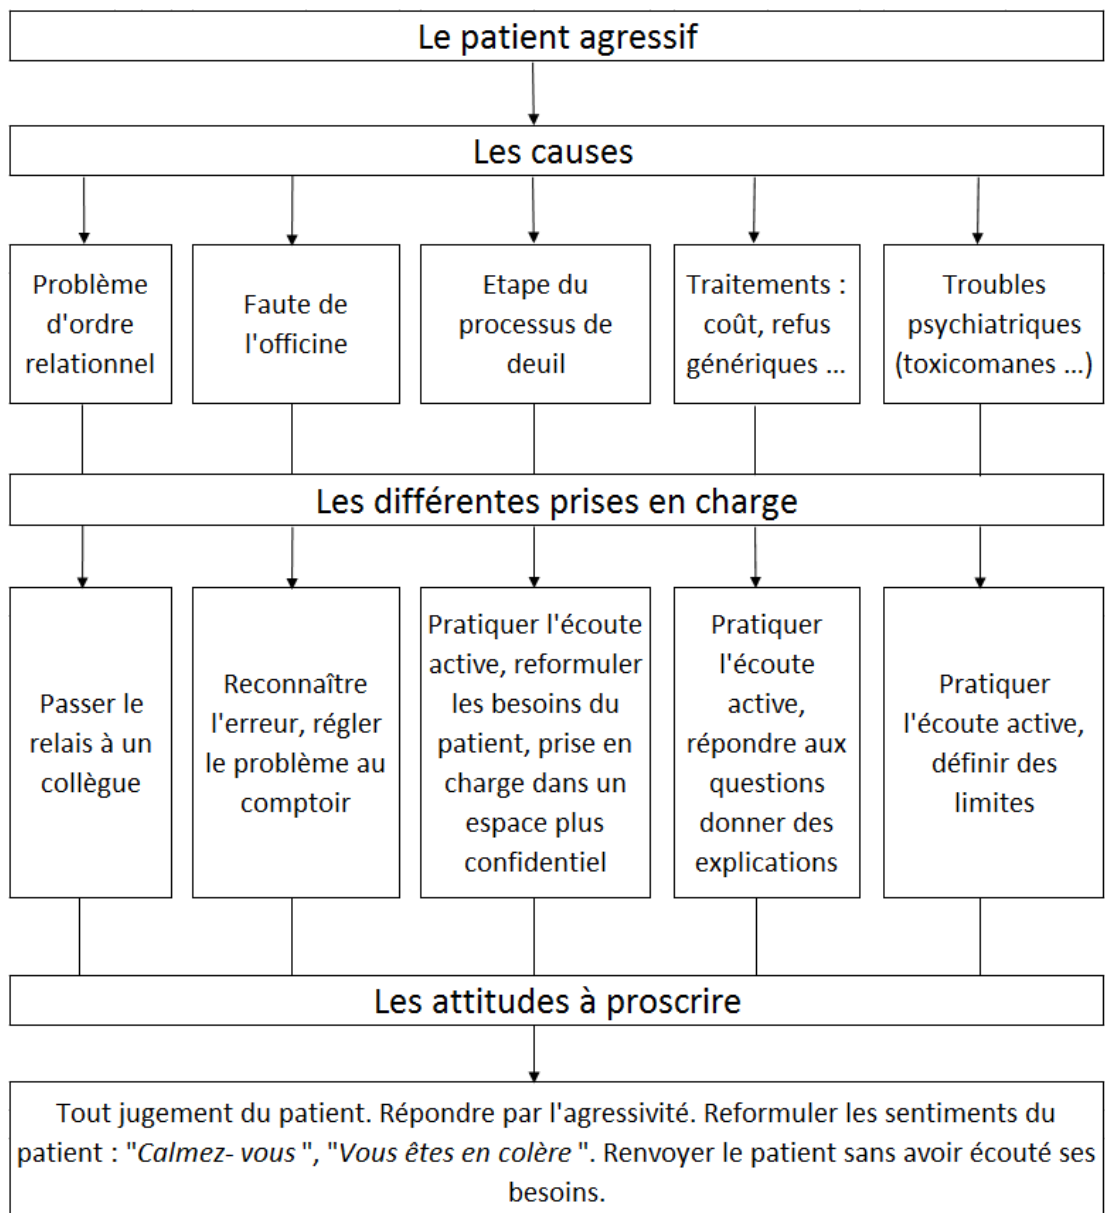 Le patient agressif
Les causes
Problème
d'ordre
relationnel
Faute de
l'officine
Etape du
processus de
deuil
Traitements :
coût, refus
génériques ...
Troubles
psychiatriques
(toxicomanes ...)
Les différentes prises en charge
Passer le
relais à un
collègue
Reconnaître
l'erreur, régler
le problème au
comptoir
Pratiquer l'écoute
active, reformuler
les besoins du
patient, prise en
charge dans un
espace plus
confidentiel
Pratiquer
l'écoute
active,
répondre aux
questions
donner des
explications
Pratiquer
l'écoute active,
définir des
limites
Les attitudes à proscrire
Tout jugement du patient. Répondre par l'agressivité. Reformuler les sentiments du
patient : "Calmez- vous ", "Vous êtes en colère ". Renvoyer le patient sans avoir écouté ses
besoins.